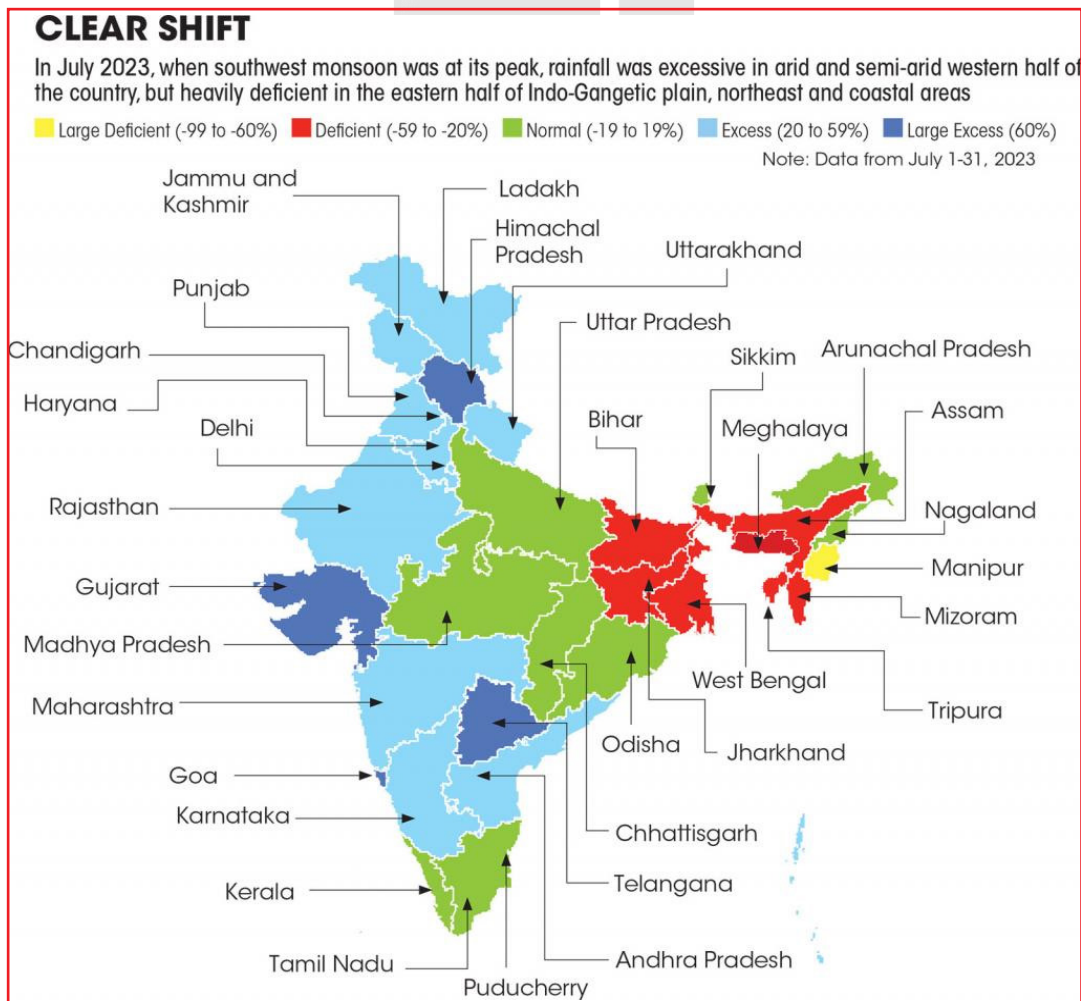 CLEAR SHIFT
In July 2023, when southwest monsoon was at its peak, rainfall was excessive in arid and semi-arid western half of
the country, but heavily deficient in the eastern half of Indo-Gangetic plain, northeast and coastal areas
Large Deficient (-99 to -60%) Deficient (-59 to -20%) Normal (-19 to 19%) Excess (20 to 59%) Large Excess (60%)
Note: Data from July 1-31, 2023
Jammu and
Kashmir
Ladakh
Himachal
Pradesh
Uttarakhand
Punjab
Uttar Pradesh
Chandigarh
Sikkim
Arunachal Pradesh
Haryana
Delhi
Bihar
Meghalaya
Assam
Rajasthan
Nagaland
Gujarat
Manipur
Madhya Pradesh
Mizoram
Maharashtra
West Bengal
Tripura
Odisha
Jharkhand
Goa
Karnataka
Chhattisgarh
Kerala
Telangana
Tamil Nadu
Andhra Pradesh
Puducherry